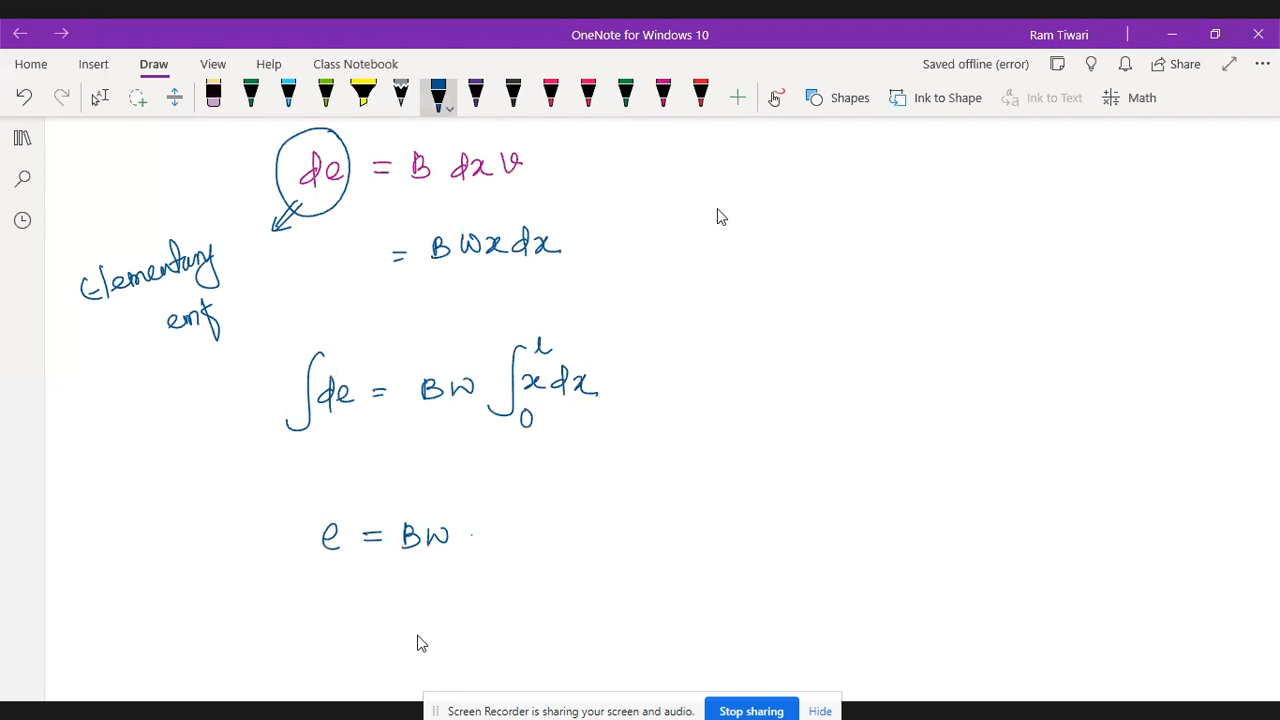 OneNote for Windows 10
Ram Tiwari
Home Insert Draw View Help Class Notebook
Saved offline (error)
Share
Shapes
Ink to Shape
Ink to Text
Math
de = B dx v
= B W x dx
Elementary
emf
∫de = BW ∫₀ˡ x dx
e = BW
Screen Recorder is sharing your screen and audio. Stop sharing Hide